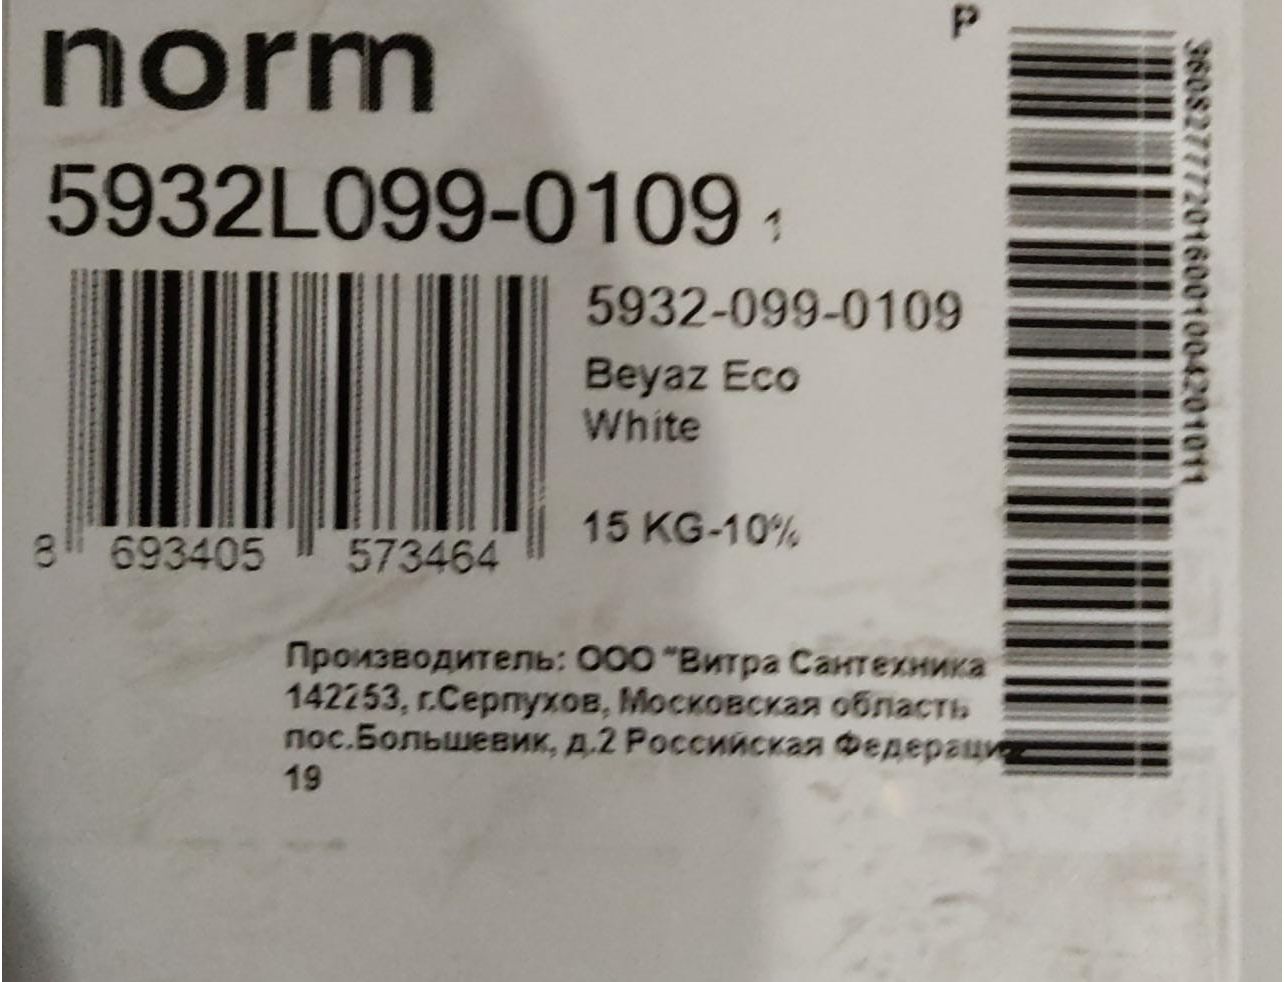 norm
P
5932L099-0109 1
5932-099-0109
Beyaz Eco
White
15 KG-10%
8 693405 573464
Производитель: ООО "Витра Сантехника
142253, г.Серпухов, Московская область
пос.Большевик, д.2 Российская Федераци
19